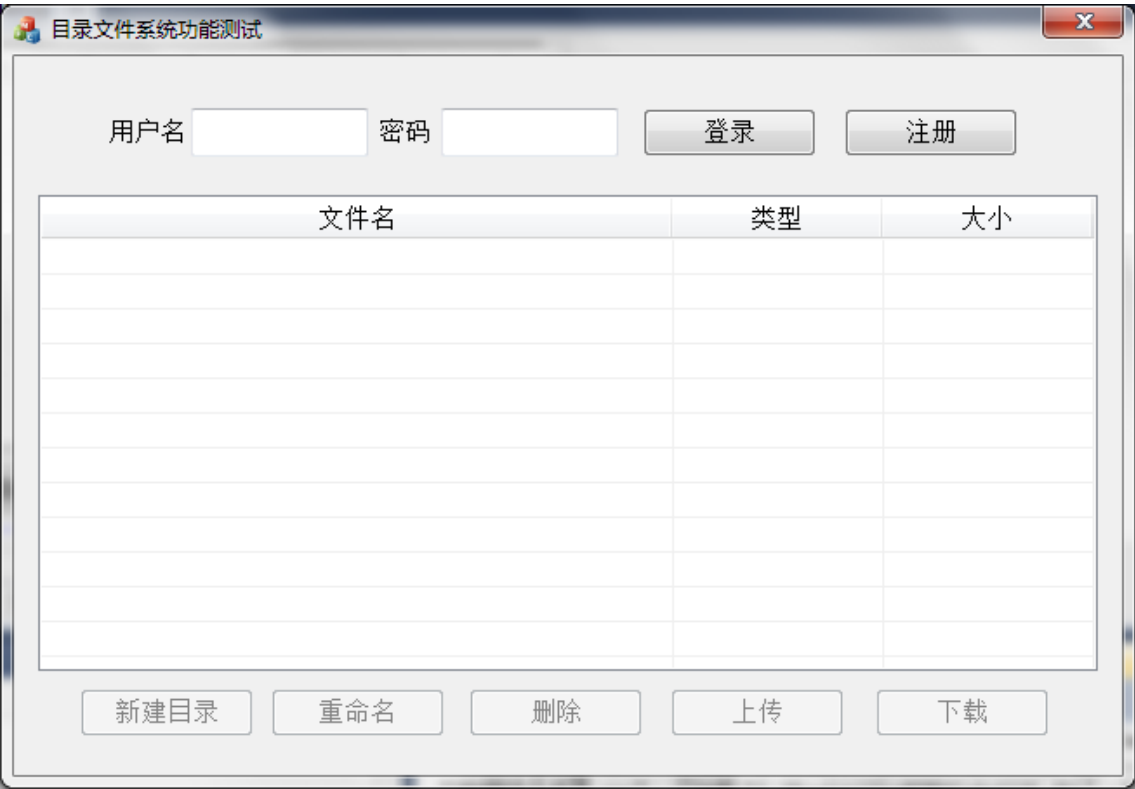 目录文件系统功能测试
用户名 密码 登录 注册
文件名 类型 大小
新建目录 重命名 删除 上传 下载